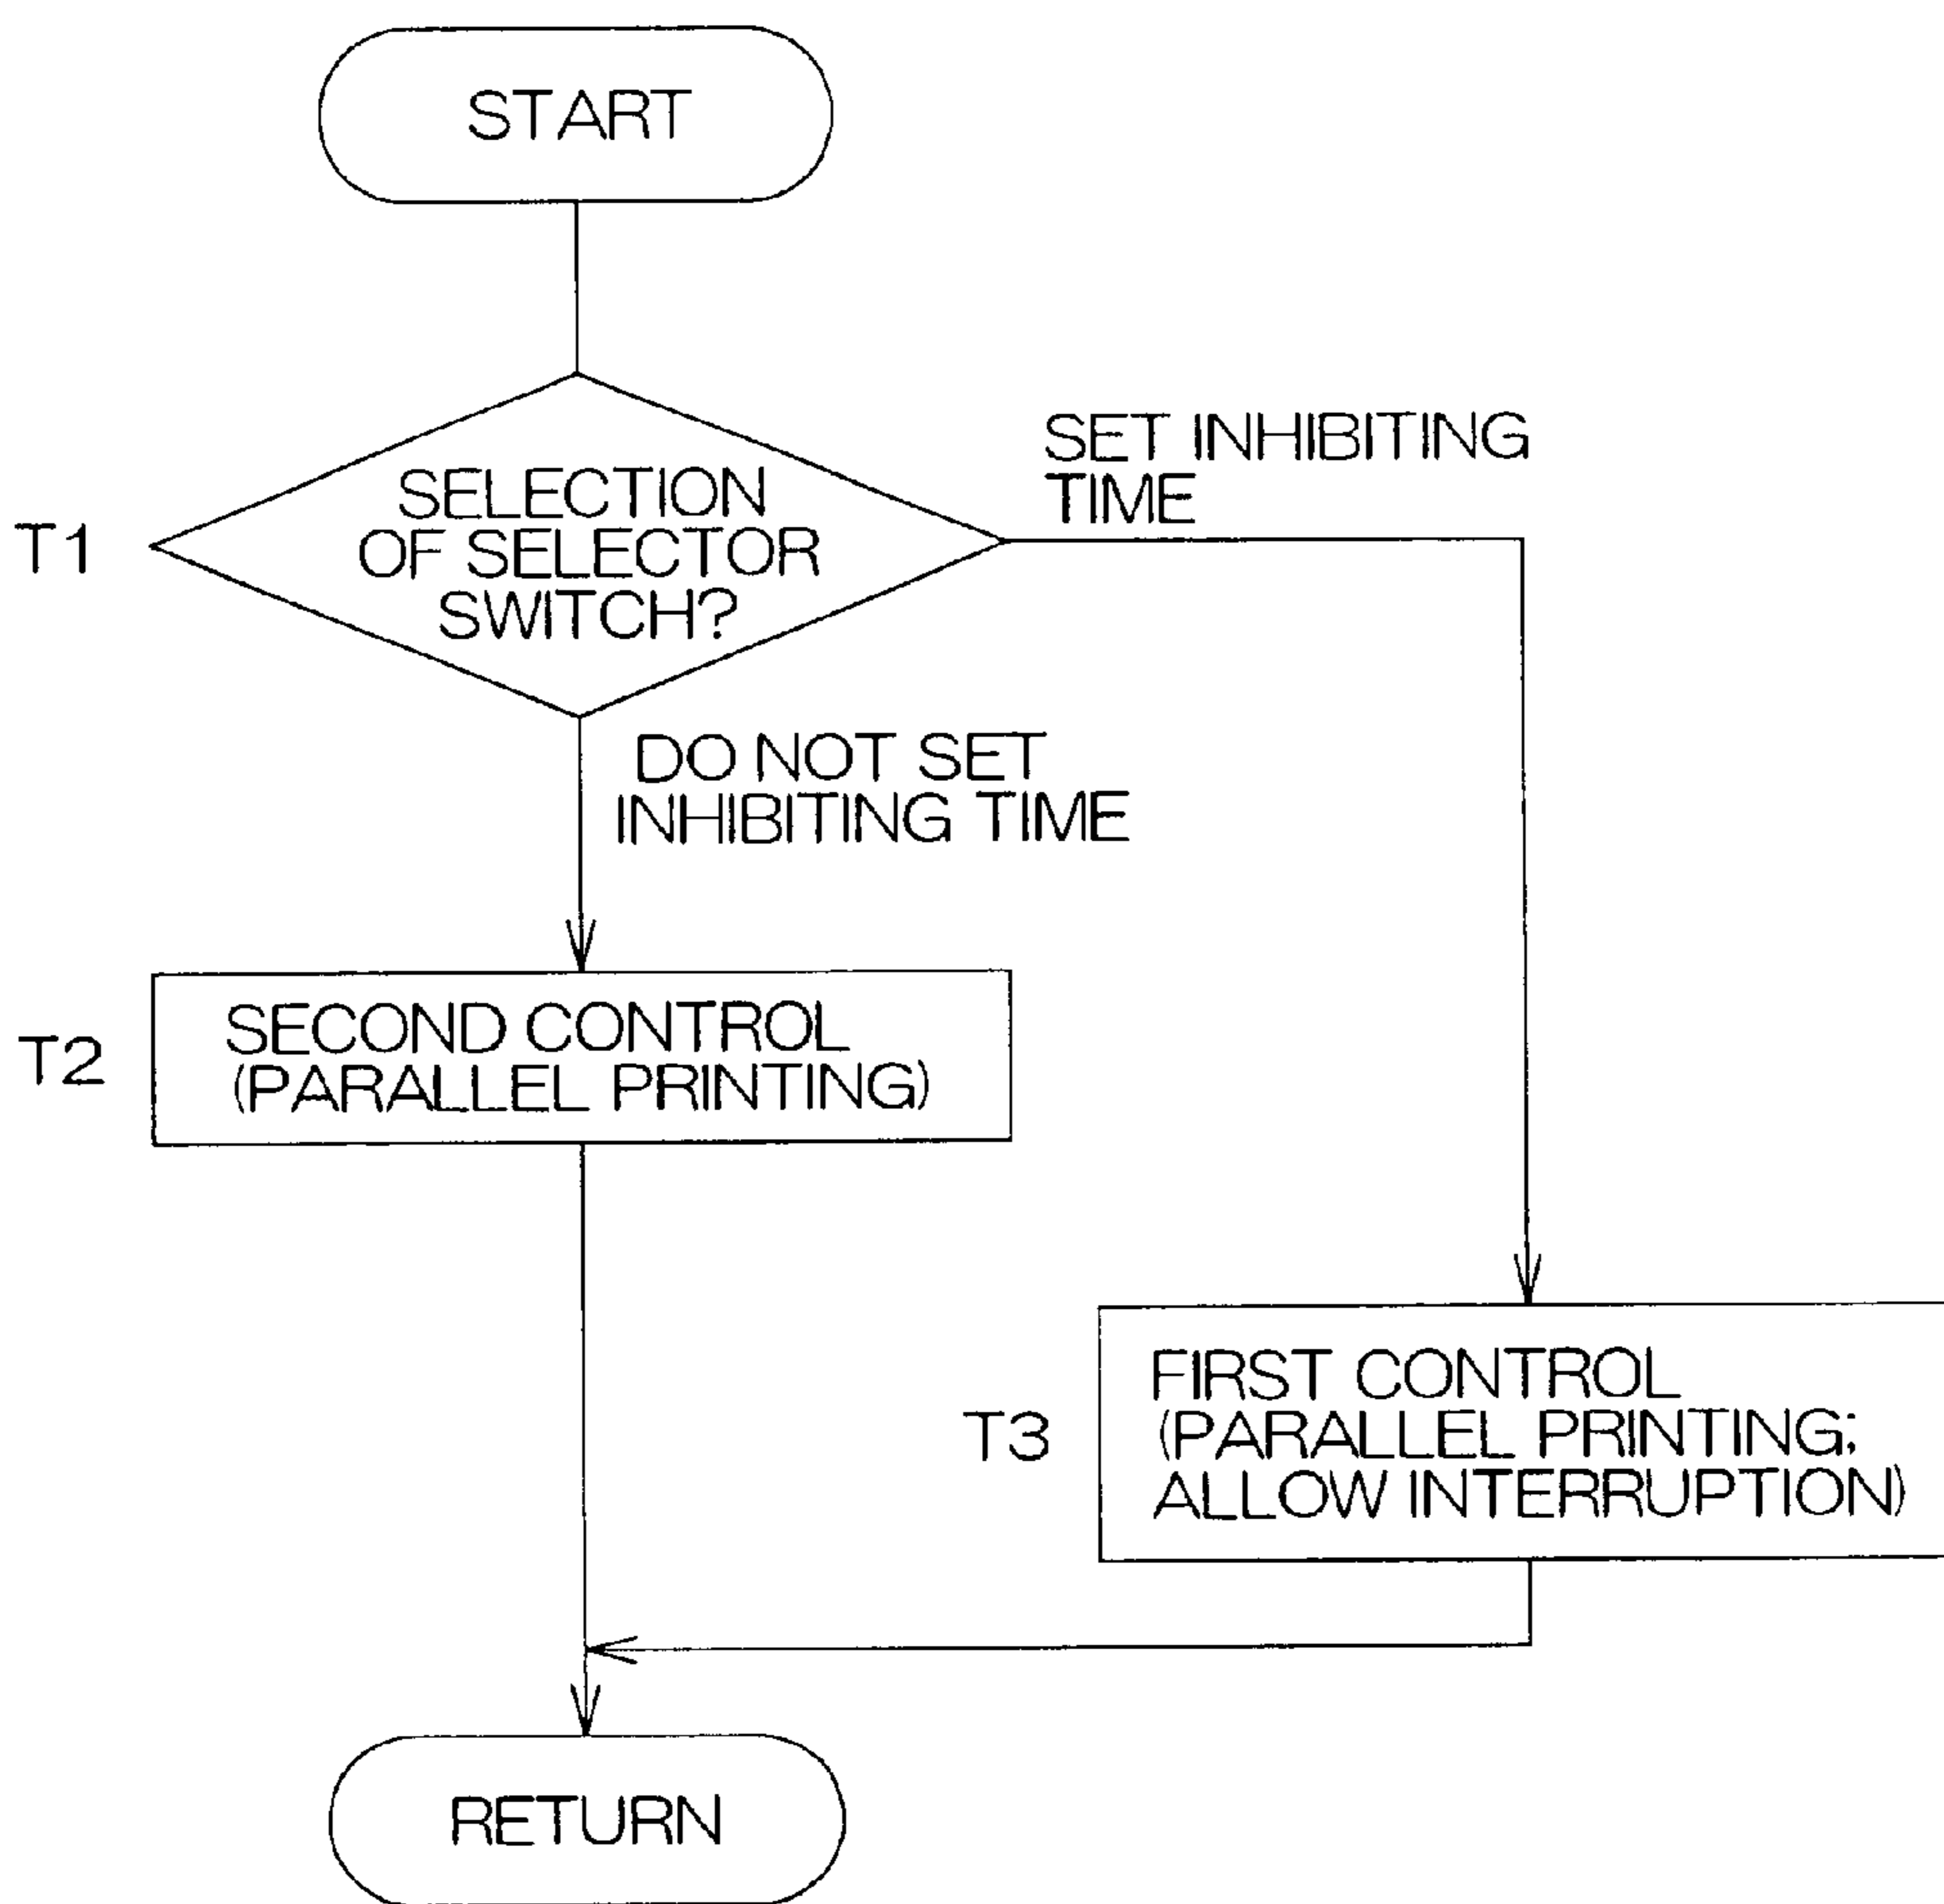 START
T1
SELECTION
OF SELECTOR
SWITCH?
SET INHIBITING
TIME
DO NOT SET
INHIBITING TIME
T2
SECOND CONTROL
(PARALLEL PRINTING)
T3
FIRST CONTROL
(PARALLEL PRINTING;
ALLOW INTERRUPTION)
RETURN